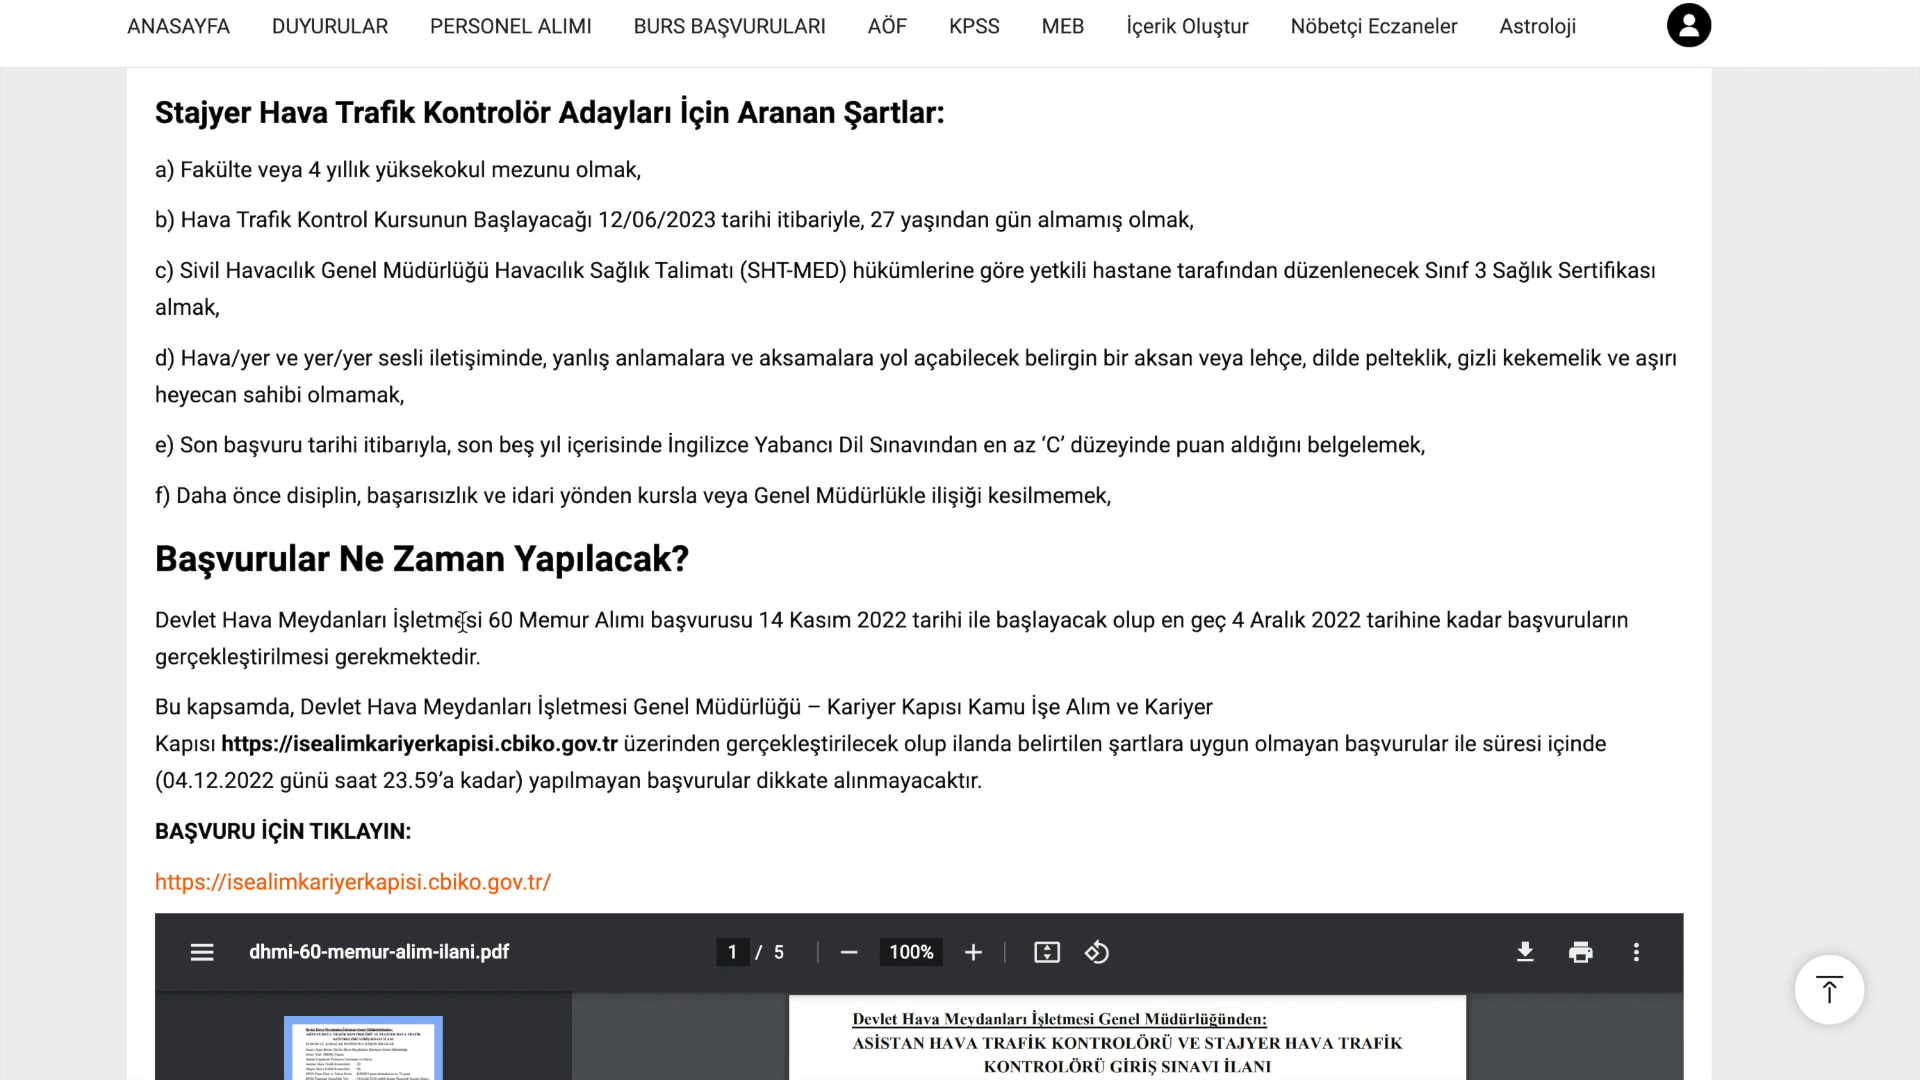 ANASAYFA DUYURULAR PERSONEL ALIMI BURS BAŞVURULARI AÖF KPSS MEB İçerik Oluştur Nöbetçi Eczaneler Astroloji
Stajyer Hava Trafik Kontrolör Adayları İçin Aranan Şartlar:
a) Fakülte veya 4 yıllık yüksekokul mezunu olmak,
b) Hava Trafik Kontrol Kursunun Başlayacağı 12/06/2023 tarihi itibariyle, 27 yaşından gün almamış olmak,
c) Sivil Havacılık Genel Müdürlüğü Havacılık Sağlık Talimatı (SHT-MED) hükümlerine göre yetkili hastane tarafından düzenlenecek Sınıf 3 Sağlık Sertifikası
almak,
d) Hava/yer ve yer/yer sesli iletişiminde, yanlış anlamalara ve aksamalara yol açabilecek belirgin bir aksan veya lehçe, dilde pelteklik, gizli kekemelik ve aşırı
heyecan sahibi olmamak,
e) Son başvuru tarihi itibarıyla, son beş yıl içerisinde İngilizce Yabancı Dil Sınavından en az ‘C’ düzeyinde puan aldığını belgelemek,
f) Daha önce disiplin, başarısızlık ve idari yönden kursla veya Genel Müdürlükle ilişiği kesilmemek,
Başvurular Ne Zaman Yapılacak?
Devlet Hava Meydanları İşletmesi 60 Memur Alımı başvurusu 14 Kasım 2022 tarihi ile başlayacak olup en geç 4 Aralık 2022 tarihine kadar başvuruların
gerçekleştirilmesi gerekmektedir.
Bu kapsamda, Devlet Hava Meydanları İşletmesi Genel Müdürlüğü – Kariyer Kapısı Kamu İşe Alım ve Kariyer
Kapısı https://isealimkariyerkapisi.cbiko.gov.tr üzerinden gerçekleştirilecek olup ilanda belirtilen şartlara uygun olmayan başvurular ile süresi içinde
(04.12.2022 günü saat 23.59’a kadar) yapılmayan başvurular dikkate alınmayacaktır.
BAŞVURU İÇİN TIKLAYIN:
https://isealimkariyerkapisi.cbiko.gov.tr/
dhmi-60-memur-alim-ilani.pdf 1 / 5 100%
Devlet Hava Meydanları İşletmesi Genel Müdürlüğünden:
ASİSTAN HAVA TRAFİK KONTROLÖRÜ VE STAJYER HAVA TRAFİK
KONTROLÖRÜ GİRİŞ SINAVI İLANI